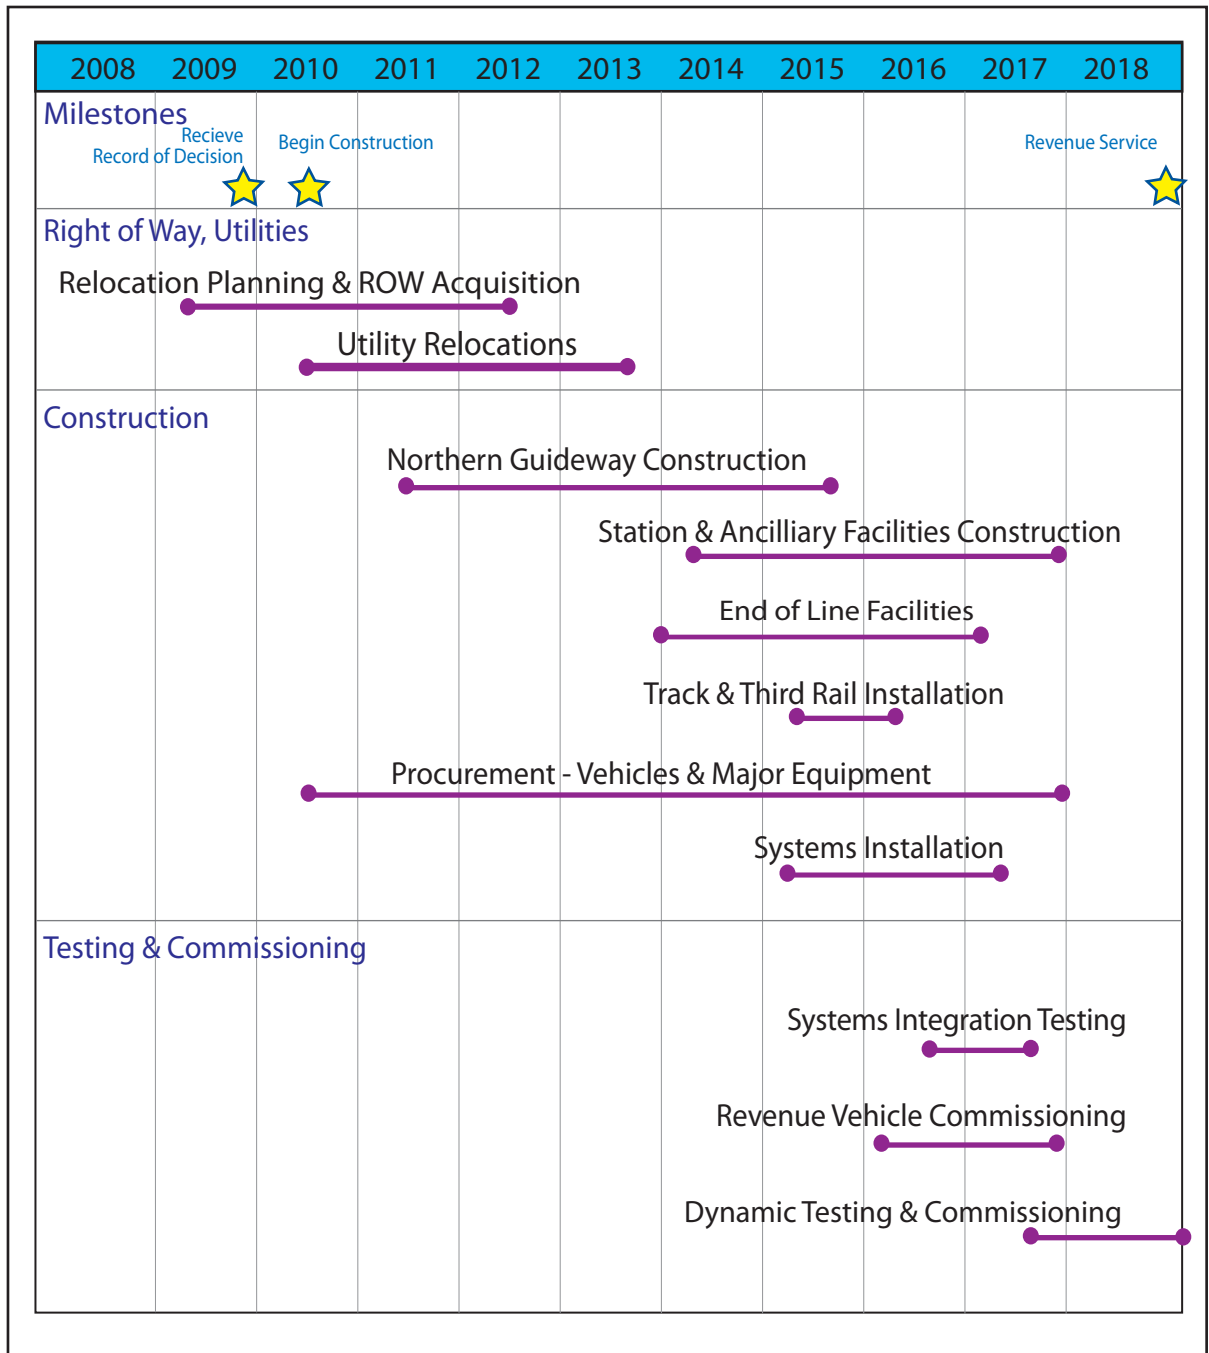 2008 2009 2010 2011 2012 2013 2014 2015 2016 2017 2018
Milestones
Recieve
Record of Decision
Begin Construction
Revenue Service
Right of Way, Utilities
Relocation Planning & ROW Acquisition
Utility Relocations
Construction
Northern Guideway Construction
Station & Ancilliary Facilities Construction
End of Line Facilities
Track & Third Rail Installation
Procurement - Vehicles & Major Equipment
Systems Installation
Testing & Commissioning
Systems Integration Testing
Revenue Vehicle Commissioning
Dynamic Testing & Commissioning